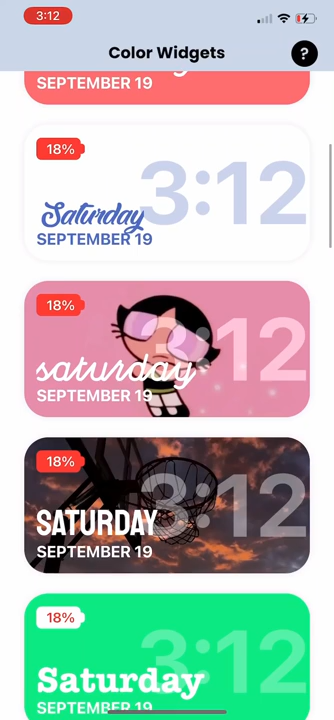 3:12
Color Widgets
?
SEPTEMBER 19
18%
3:12
Saturday
SEPTEMBER 19
18%
3:12
saturday
SEPTEMBER 19
18%
3:12
SATURDAY
SEPTEMBER 19
18%
3:12
Saturday
SEPTEMBER 19